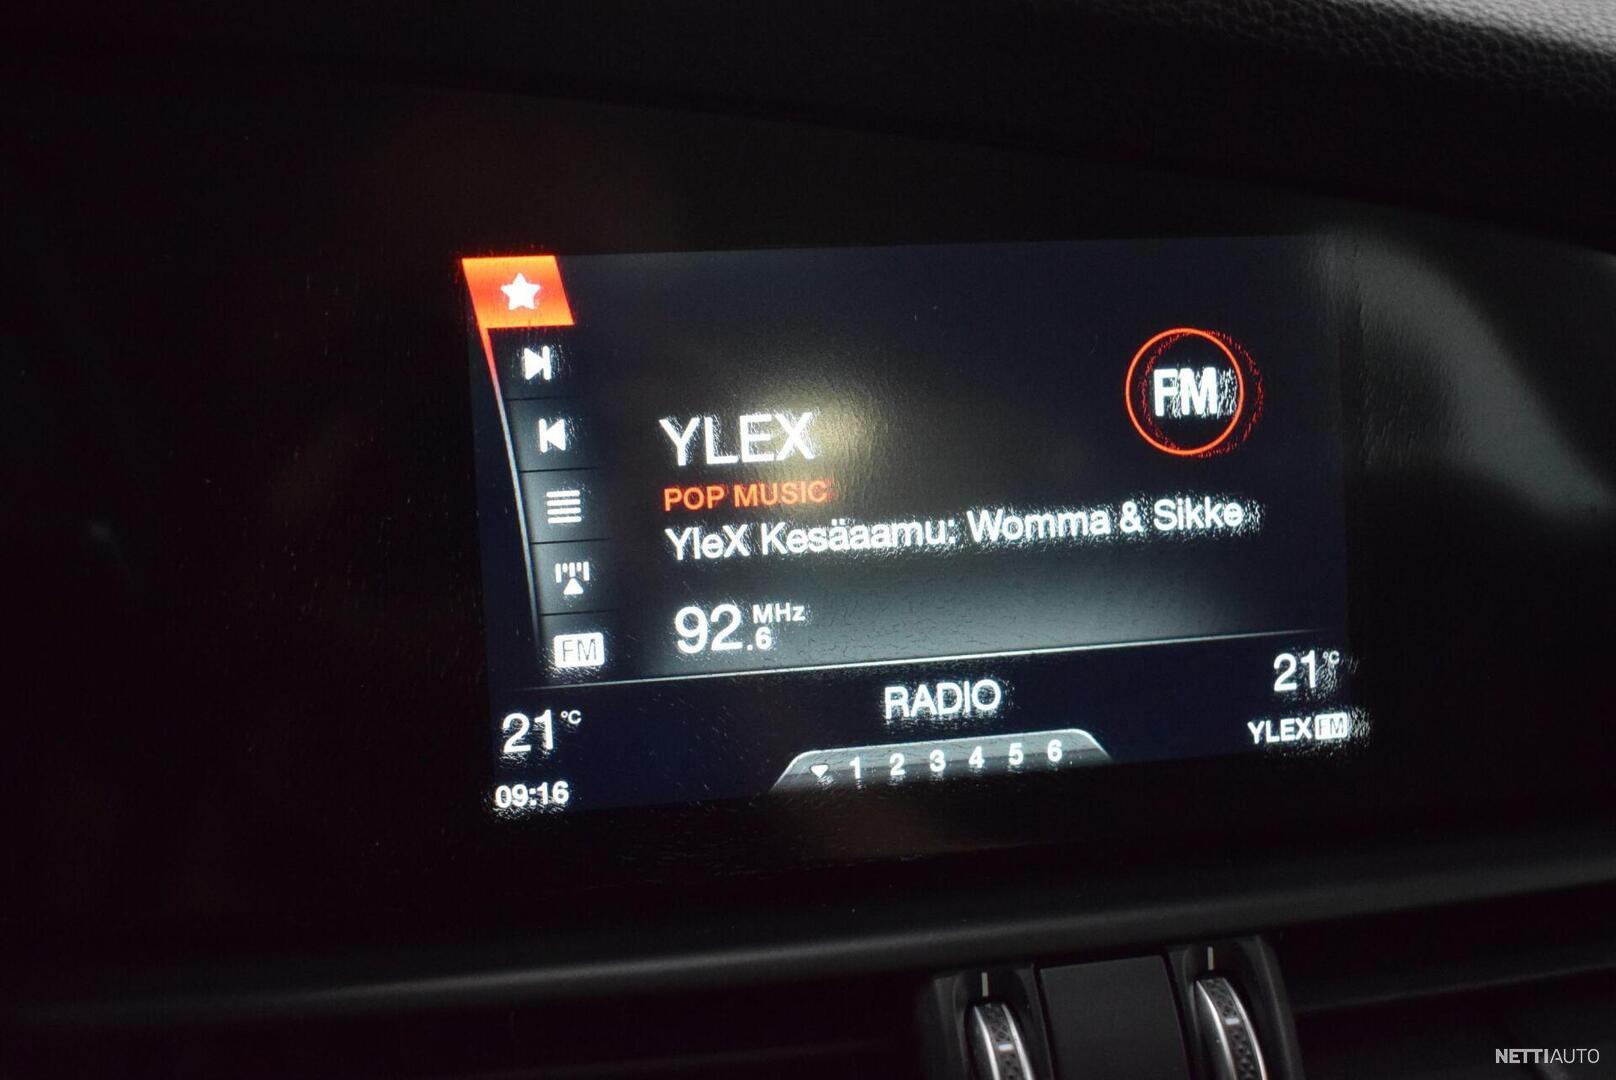 FM
YLEX
POP MUSIC
YleX Kesäaamu: Womma & Sikke
92.6 MHz
FM
RADIO
21°C
21°C
YLEX FM
1 2 3 4 5 6
09:16
NETTIAUTO